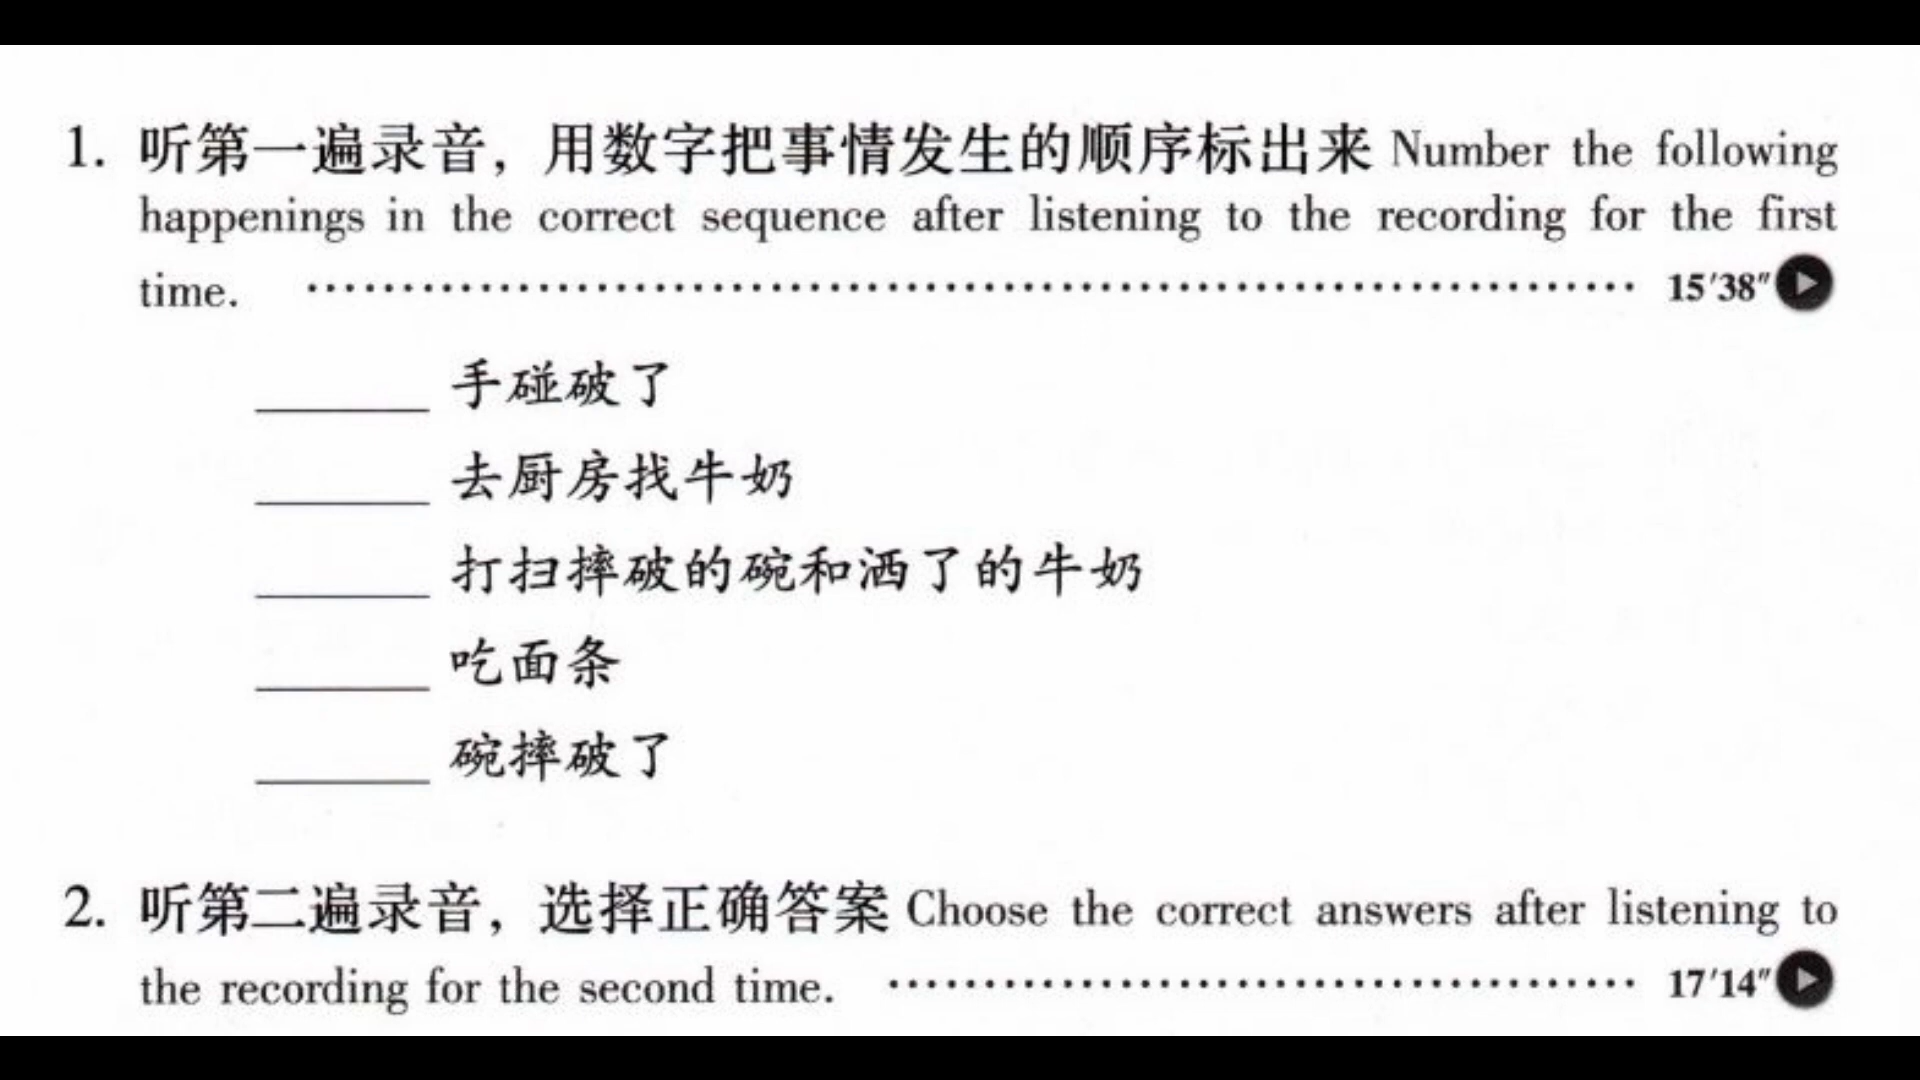 1. 听第一遍录音，用数字把事情发生的顺序标出来 Number the following
happenings in the correct sequence after listening to the recording for the first
time. …………………………………………………… 15′38″
______ 手碰破了
______ 去厨房找牛奶
______ 打扫摔破的碗和洒了的牛奶
______ 吃面条
______ 碗摔破了
2. 听第二遍录音，选择正确答案 Choose the correct answers after listening to
the recording for the second time. …………………………… 17′14″